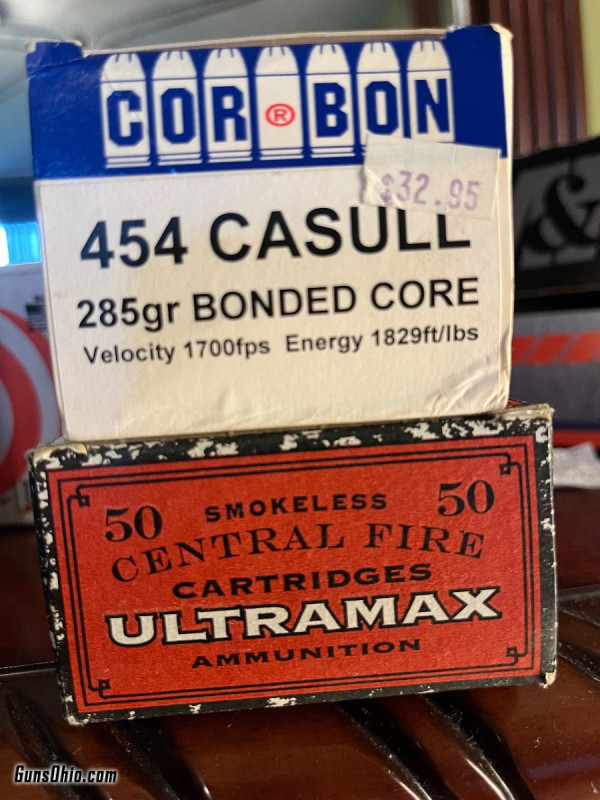 COR®BON
$32.95
454 CASULL
285gr BONDED CORE
Velocity 1700fps Energy 1829ft/lbs
50 SMOKELESS 50
CENTRAL FIRE
CARTRIDGES
ULTRAMAX
AMMUNITION
&
GunsOhio.com